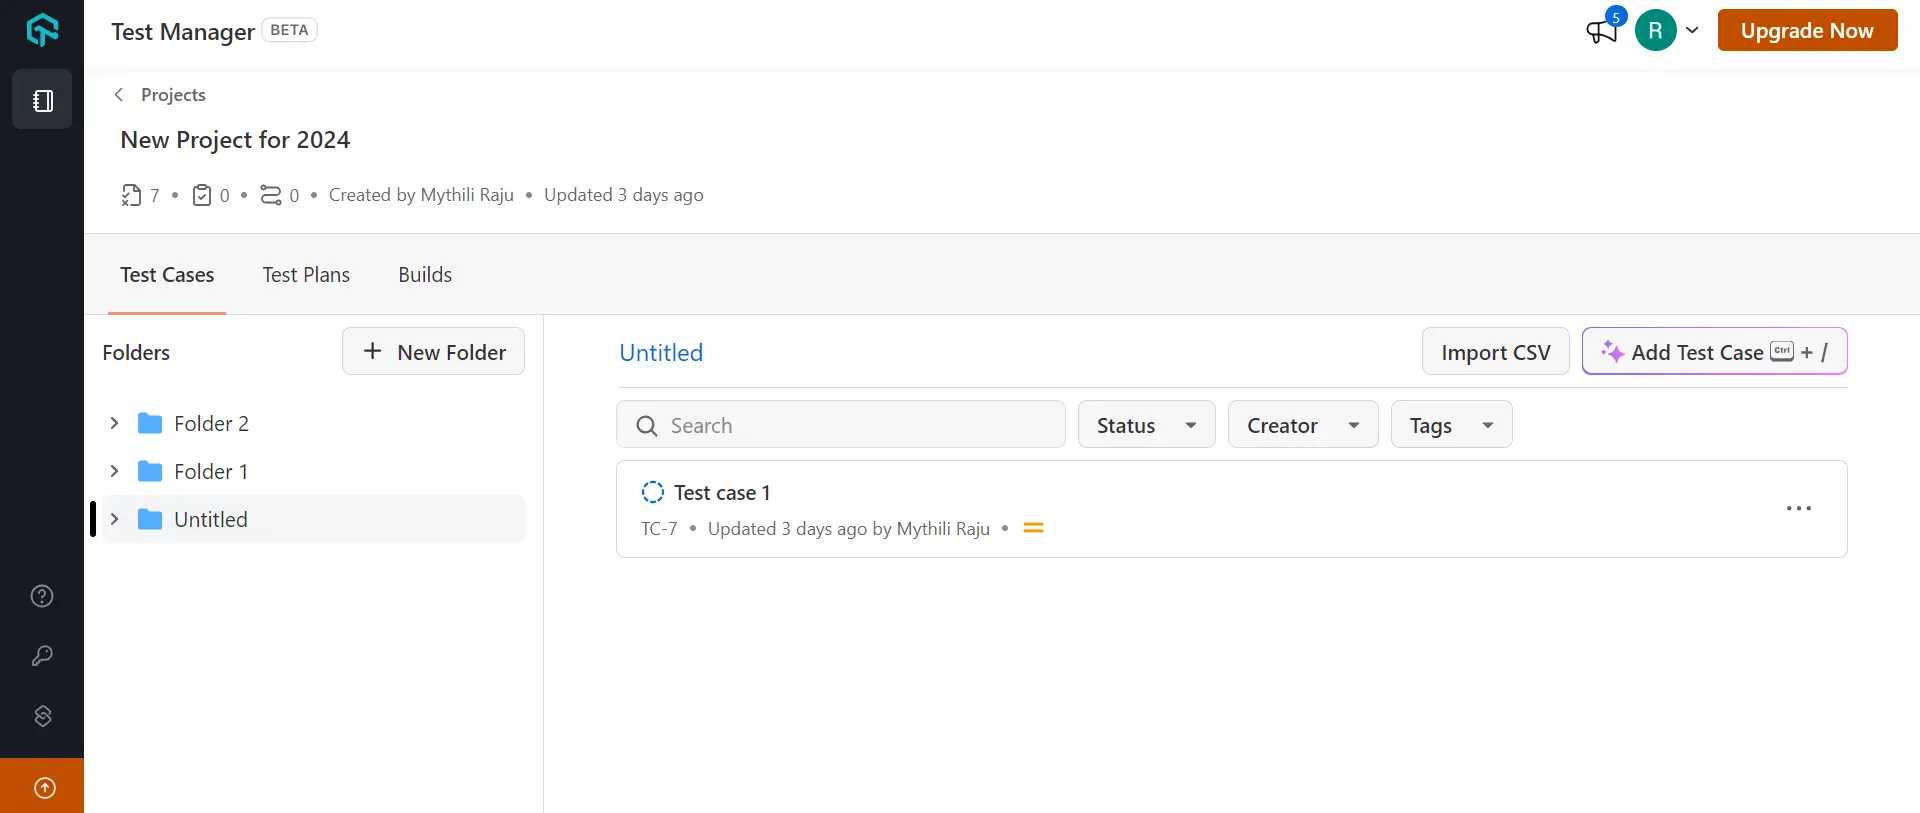 Test Manager BETA
5
R
Upgrade Now
Projects
New Project for 2024
7 • 0 • 0 • Created by Mythili Raju • Updated 3 days ago
Test Cases
Test Plans
Builds
Folders
+ New Folder
Untitled
Import CSV
Add Test Case Ctrl + /
Search
Status
Creator
Tags
Folder 2
Folder 1
Untitled
Test case 1
TC-7 • Updated 3 days ago by Mythili Raju •